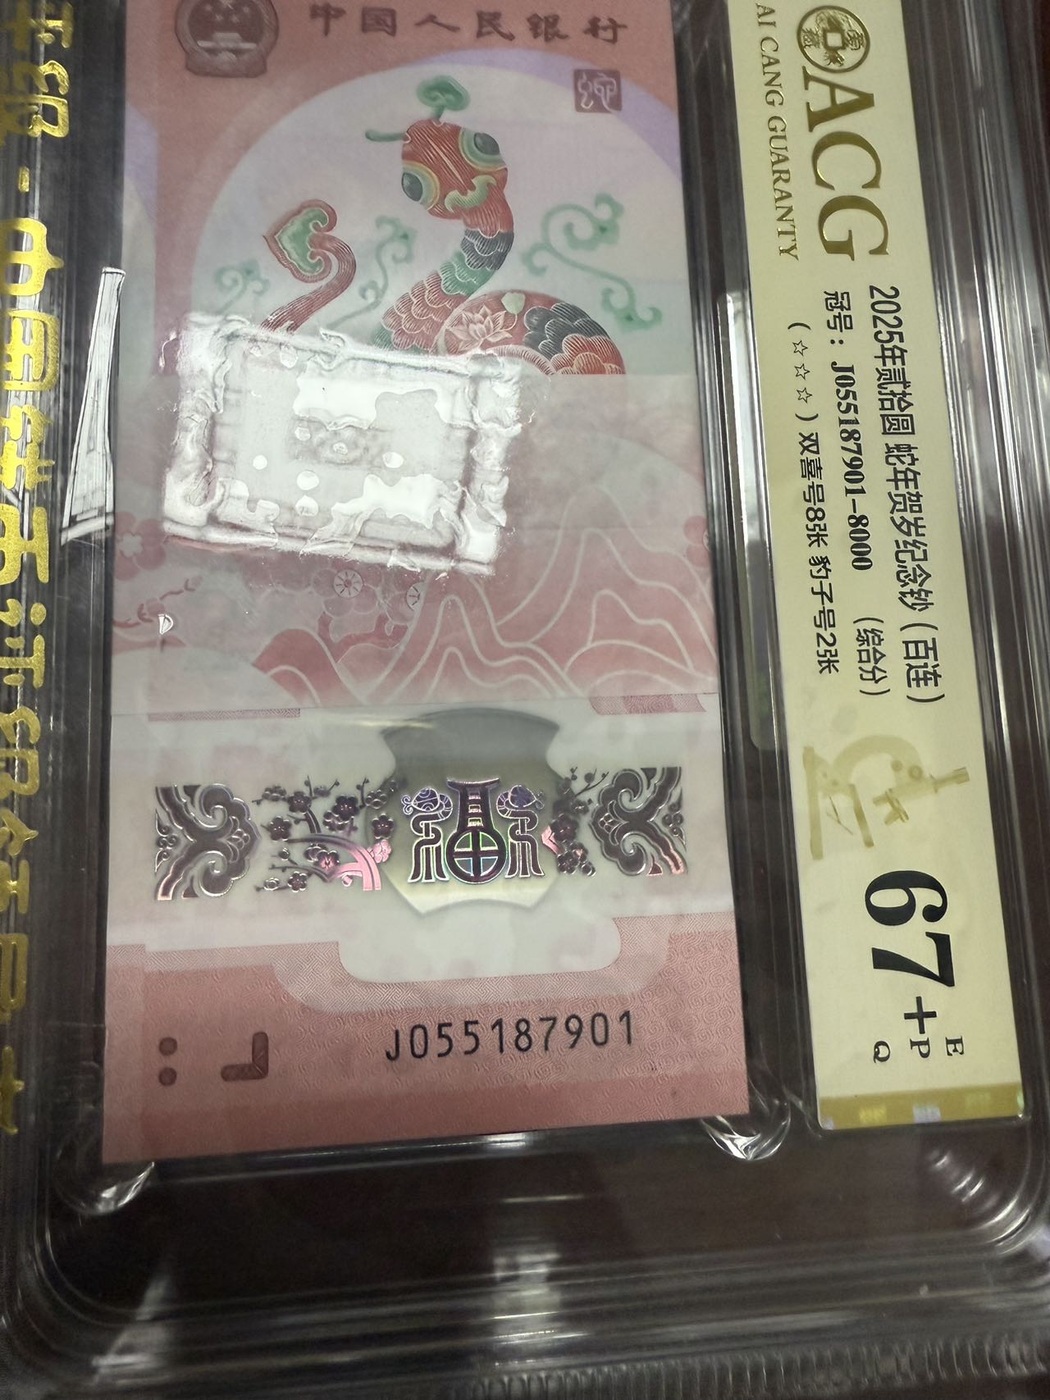 中国人民银行
J055187901
ACG
AI CANG GUARANTY
2025年贰拾圆 蛇年贺岁纪念钞（百连）
冠号：J055187901-8000 （综合分）
（☆☆☆）双喜号8张 豹子号2张
67+
E
P
Q